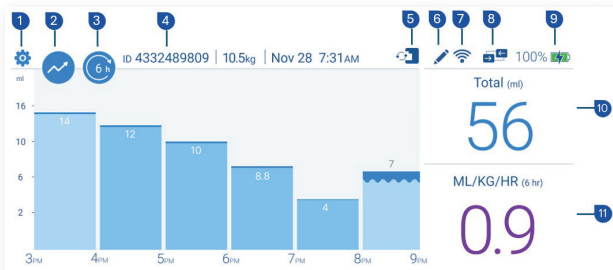 1 2 3 4 5 6 7 8 9
6 h
ID 4332489809 | 10.5kg | Nov 28 7:31AM
100%
ml
16
10
6
2
14
12
10
8.8
4
7
3PM 4PM 5PM 6PM 7PM 8PM 9PM
Total (ml)
56
10
ML/KG/HR (6 hr)
0.9
11